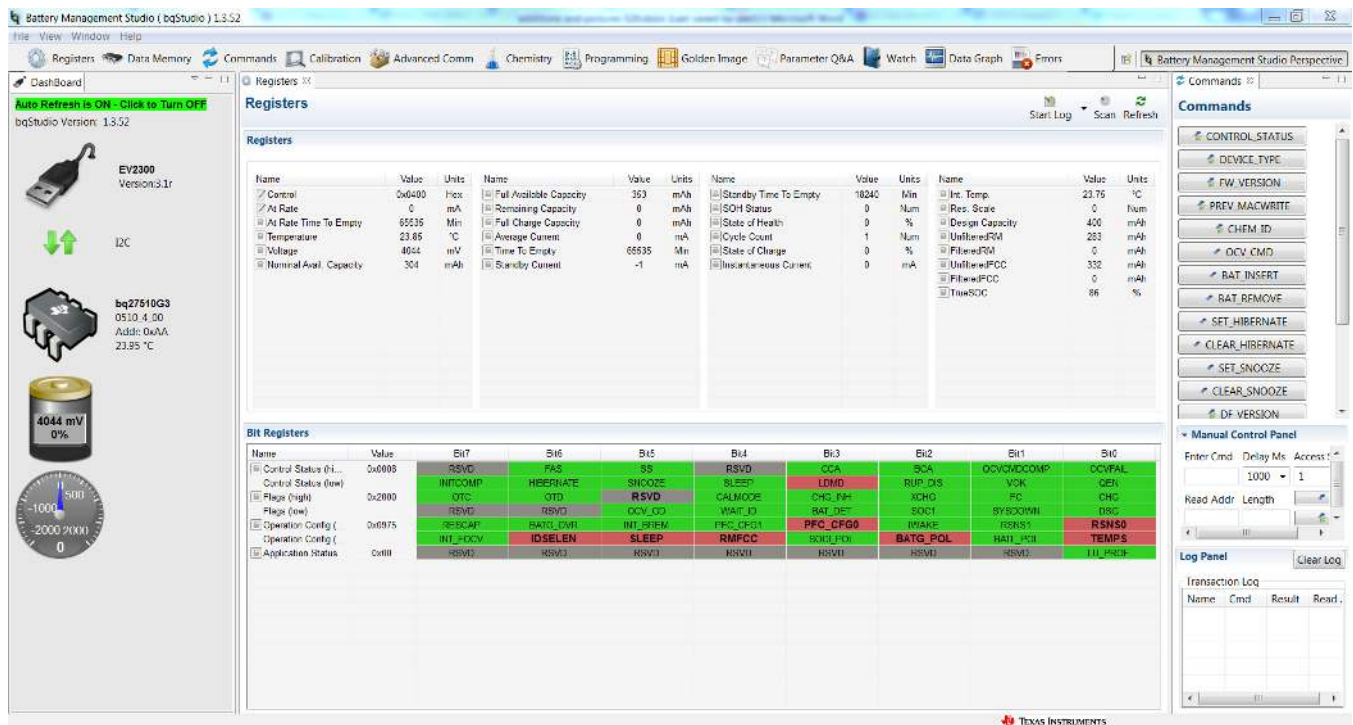 Battery Management Studio ( bqStudio ) 1.3.52
File View Window Help
Registers Data Memory Commands Calibration Advanced Comm Chemistry Programming Golden Image Parameter Q&A Watch Data Graph Errors Battery Management Studio Perspective
DashBoard
Auto Refresh is ON - Click to Turn OFF
bqStudio Version: 1.3.52
EV2300
Version:3.1r
I2C
bq27510G3
0510_4_00
Addr: 0xAA
23.95 °C
4044 mV
0%
500
-1000
-2000 2000
0
Registers
Registers
Start Log Scan Refresh
Registers
Name Value Units Name Value Units Name Value Units Name Value Units
Control 0x0400 Hex Full Available Capacity 353 mAh Standby Time To Empty 18240 Min Int. Temp. 23.75 °C
At Rate 0 mA Remaining Capacity 0 mAh SOH Status 0 Num Res. Scale 0 Num
At Rate Time To Empty 65535 Min Full Charge Capacity 0 mAh State of Health 0 % Design Capacity 400 mAh
Temperature 23.85 °C Average Current 0 mA Cycle Count 1 Num UnfilteredRM 283 mAh
Voltage 4044 mV Time To Empty 65535 Min State of Charge 0 % FilteredRM 0 mAh
Nominal Avail. Capacity 304 mAh Standby Current -1 mA Instantaneous Current 0 mA UnfilteredFCC 332 mAh
FilteredFCC 0 mAh
TrueSOC 86 %
Bit Registers
Name Value Bit7 Bit6 Bit5 Bit4 Bit3 Bit2 Bit1 Bit0
Control Status (hi... 0x0008 RSVD FAS SS RSVD CCA BCA OCVCMDCOMP OCVFAIL
Control Status (low) INITCOMP HIBERNATE SNOOZE SLEEP LDMD RUP_DIS VOK QEN
Flags (high) 0x2000 OTC OTD RSVD CALMODE CHG_INH XCHG FC CHG
Flags (low) RSVD RSVD OCV_GD WAIT_ID BAT_DET SOC1 SYSDOWN DSG
Operation Config ( 0x0975 RESCAP BATG_OVR INT_BREM PFC_CFG1 PFC_CFG0 IWAKE RSNS1 RSNS0
Operation Config ( INT_FOCV IDSELEN SLEEP RMFCC SOCI_POL BATG_POL BATL_POL TEMPS
Application Status 0x00 RSVD RSVD RSVD RSVD RSVD RSVD RSVD LU_PROF
Commands
Commands
CONTROL_STATUS
DEVICE_TYPE
FW_VERSION
PREV_MACWRITE
CHEM_ID
OCV_CMD
BAT_INSERT
BAT_REMOVE
SET_HIBERNATE
CLEAR_HIBERNATE
SET_SNOOZE
CLEAR_SNOOZE
DF_VERSION
Manual Control Panel
Enter Cmd Delay Ms Access
1000 1
Read Addr Length
Log Panel Clear Log
Transaction Log
Name Cmd Result Read
TEXAS INSTRUMENTS